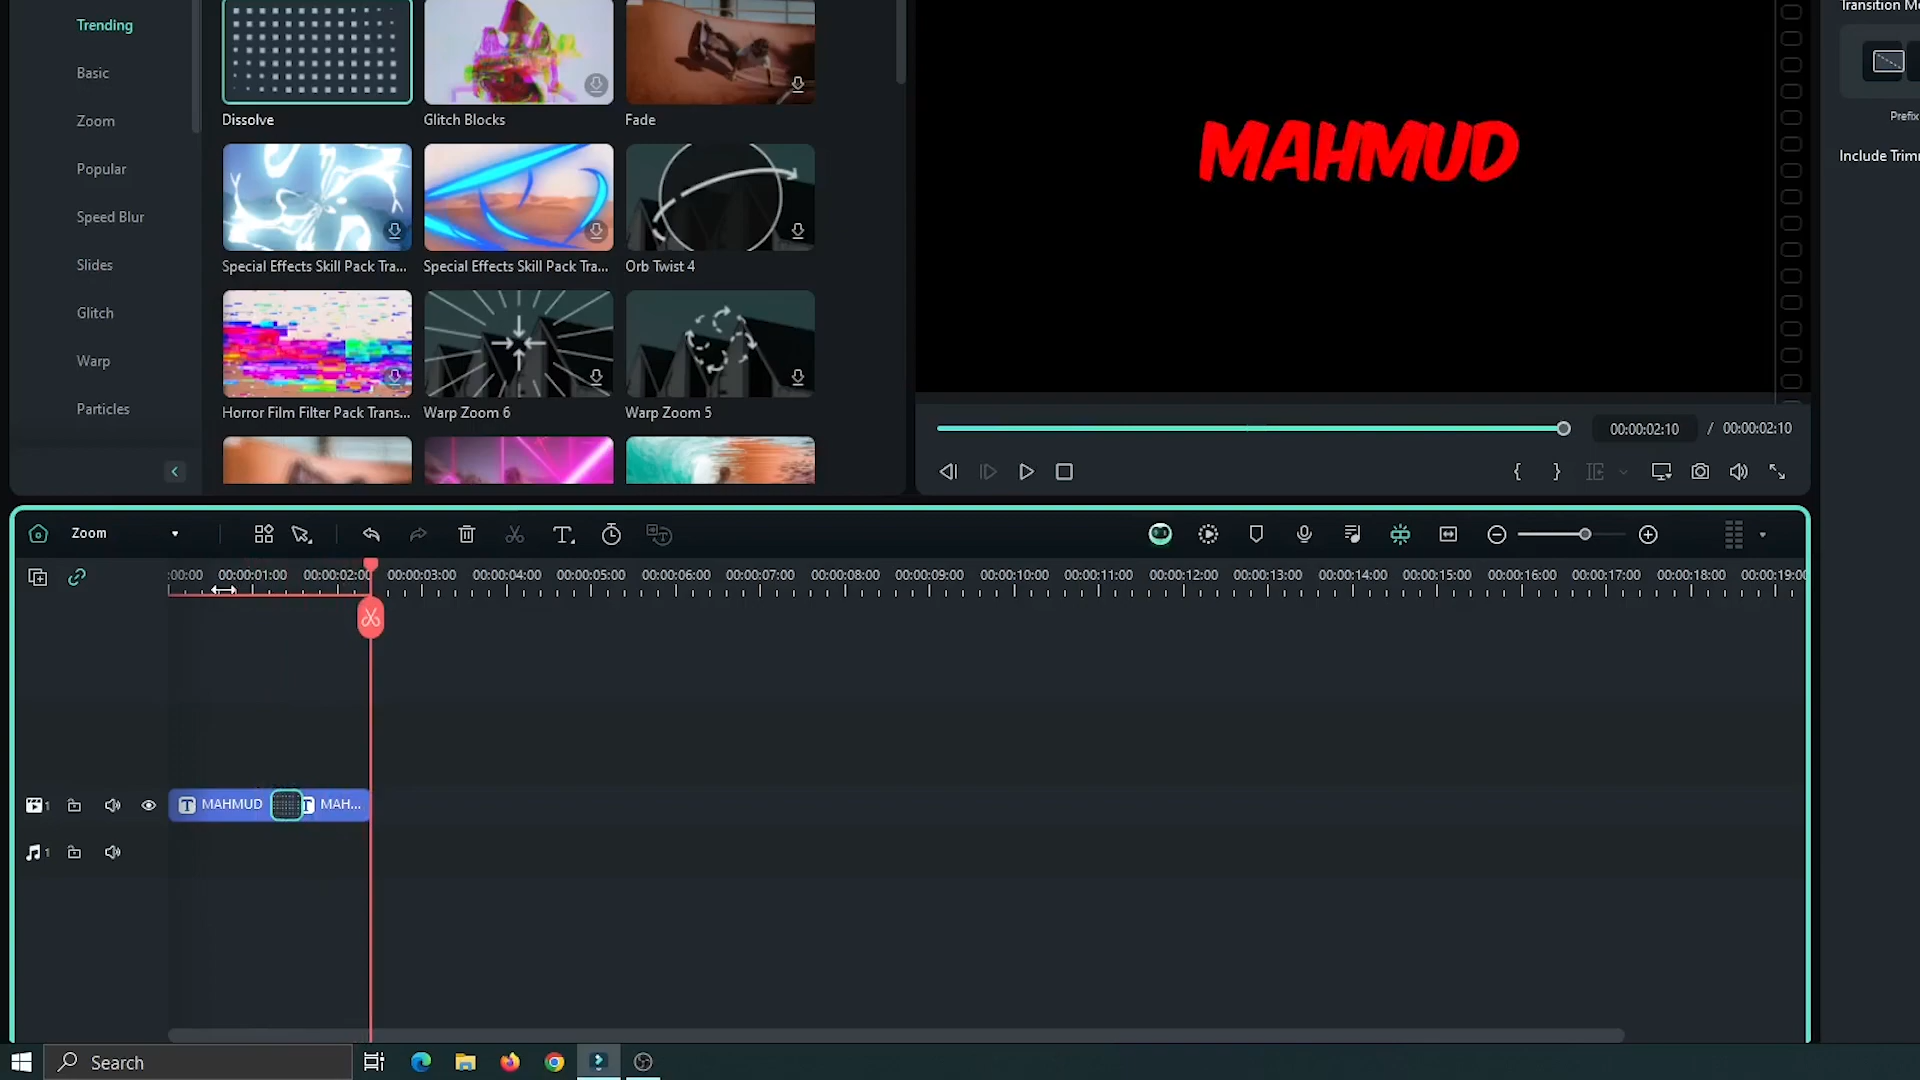 Trending
Basic
Zoom
Popular
Speed Blur
Slides
Glitch
Warp
Particles
Dissolve
Glitch Blocks
Fade
Special Effects Skill Pack Tra...
Special Effects Skill Pack Tra...
Orb Twist 4
Horror Film Filter Pack Trans...
Warp Zoom 6
Warp Zoom 5
MAHMUD
00:00:02:10 / 00:00:02:10
{ }
Transition M
Prefix
Include Trim
Zoom
:00:00 00:00:01:00 00:00:02:0 00:00:03:00 00:00:04:00 00:00:05:00 00:00:06:00 00:00:07:00 00:00:08:00 00:00:09:00 00:00:10:00 00:00:11:00 00:00:12:00 00:00:13:00 00:00:14:00 00:00:15:00 00:00:16:00 00:00:17:00 00:00:18:00 00:00:19:00
1 T MAHMUD T MAH...
1
Search